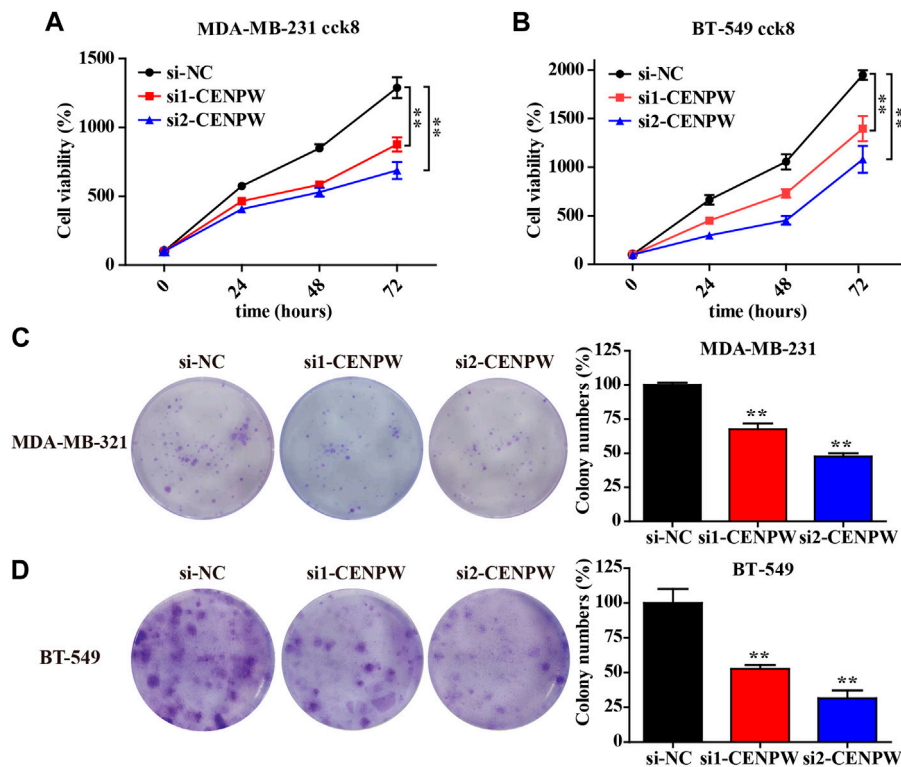 A
MDA-MB-231 cck8
1500
1000
500
0
Cell viability (%)
si-NC
si1-CENPW
si2-CENPW
**
**
0
24
48
72
time (hours)
B
BT-549 cck8
2000
1500
1000
500
0
Cell viability (%)
si-NC
si1-CENPW
si2-CENPW
**
**
0
24
48
72
time (hours)
C
si-NC
si1-CENPW
si2-CENPW
MDA-MB-321
MDA-MB-231
125
100
75
50
25
0
Colony numbers (%)
**
**
si-NC
si1-CENPW
si2-CENPW
D
si-NC
si1-CENPW
si2-CENPW
BT-549
BT-549
125
100
75
50
25
0
Colony numbers (%)
**
**
si-NC
si1-CENPW
si2-CENPW